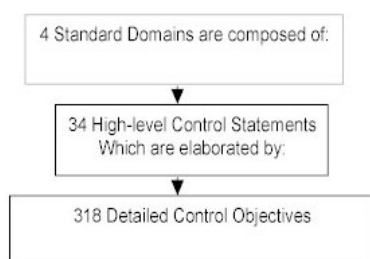 4 Standard Domains are composed of:
34 High-level Control Statements
Which are elaborated by:
318 Detailed Control Objectives